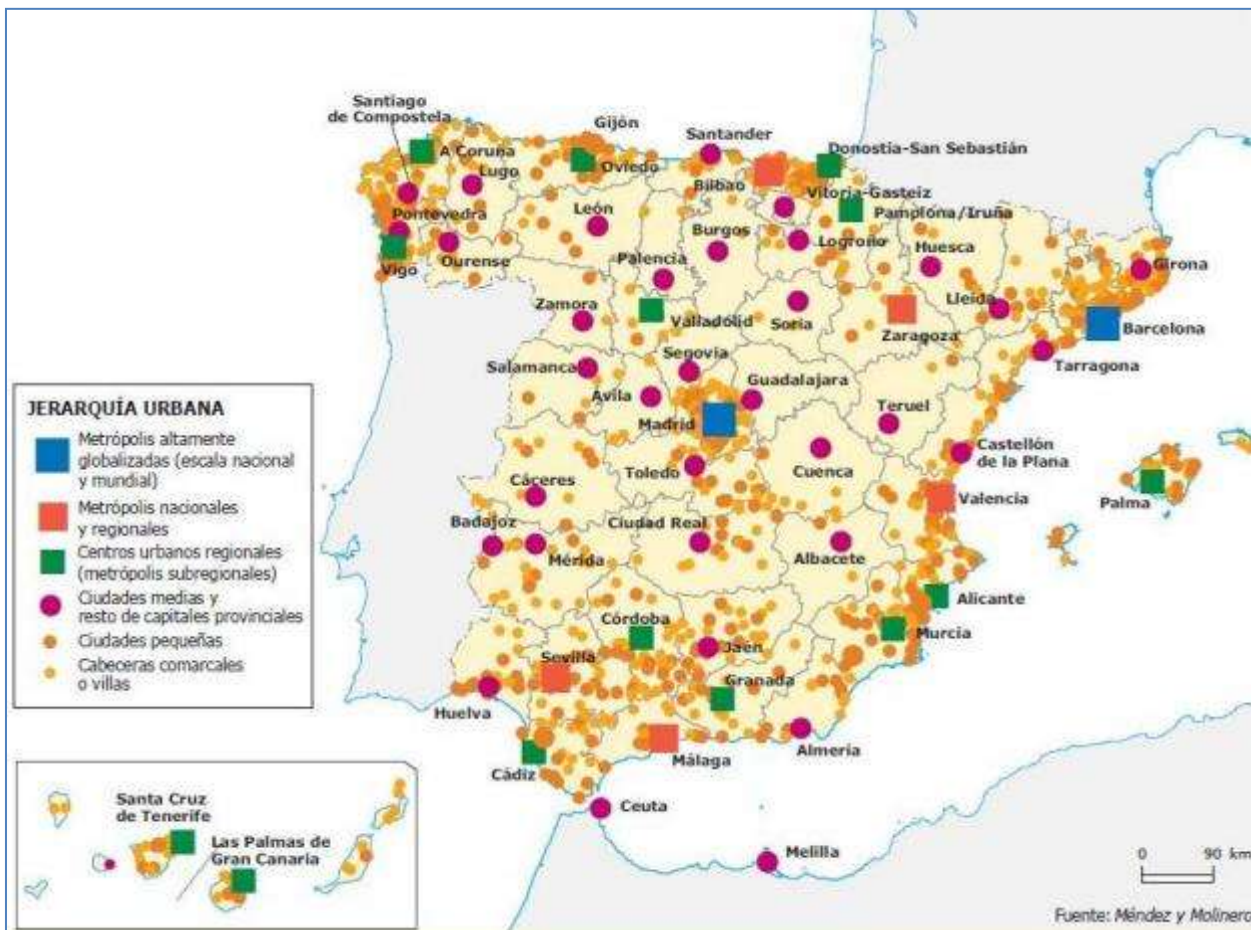 Santiago
de Compostela
Gijón
Santander
Donostia-San Sebastián
A Coruña
Oviedo
Lugo
Bilbao
Vitoria-Gasteiz
León
Pamplona/Iruña
Pontevedra
Burgos
Logroño
Huesca
Vigo
Ourense
Palencia
Girona
Lleida
Zamora
Valladolid
Soria
Zaragoza
Barcelona
Segovia
Salamanca
Tarragona
Guadalajara
Avila
Teruel
Madrid
Castellón
de la Plana
Toledo
Cuenca
Cáceres
Valencia
Palma
Badajoz
Ciudad Real
Mérida
Albacete
Alicante
Córdoba
Murcia
Jaén
Sevilla
Granada
Huelva
Almería
Málaga
Cádiz
Ceuta
Melilla
JERARQUÍA URBANA
Metrópolis altamente
globalizadas (escala nacional
y mundial)
Metrópolis nacionales
y regionales
Centros urbanos regionales
(metrópolis subregionales)
Ciudades medias y
resto de capitales provinciales
Ciudades pequeñas
Cabeceras comarcales
o villas
Santa Cruz
de Tenerife
Las Palmas de
Gran Canaria
0 90 km
Fuente: Méndez y Molinero